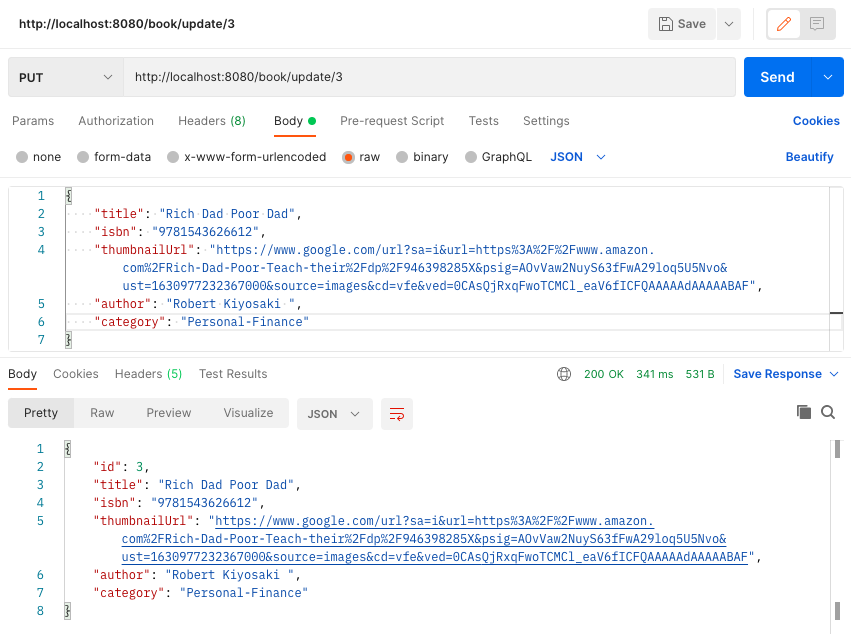 http://localhost:8080/book/update/3
Save
PUT
http://localhost:8080/book/update/3
Send
Params Authorization Headers (8) Body Pre-request Script Tests Settings Cookies
none form-data x-www-form-urlencoded raw binary GraphQL JSON Beautify
1 {
2 "title": "Rich Dad Poor Dad",
3 "isbn": "9781543626612",
4 "thumbnailUrl": "https://www.google.com/url?sa=i&url=https%3A%2F%2Fwww.amazon.
com%2FRich-Dad-Poor-Teach-their%2Fdp%2F946398285X&psig=AOvVaw2NuyS63fFwA29loq5U5Nvo&
ust=1630977232367000&source=images&cd=vfe&ved=0CAsQjRxqFwoTCMCl_eaV6fICFQAAAAAdAAAAABAF",
5 "author": "Robert Kiyosaki ",
6 "category": "Personal-Finance"
7 }
Body Cookies Headers (5) Test Results 200 OK 341 ms 531 B Save Response
Pretty Raw Preview Visualize JSON
1 {
2 "id": 3,
3 "title": "Rich Dad Poor Dad",
4 "isbn": "9781543626612",
5 "thumbnailUrl": "https://www.google.com/url?sa=i&url=https%3A%2F%2Fwww.amazon.
com%2FRich-Dad-Poor-Teach-their%2Fdp%2F946398285X&psig=AOvVaw2NuyS63fFwA29loq5U5Nvo&
ust=1630977232367000&source=images&cd=vfe&ved=0CAsQjRxqFwoTCMCl_eaV6fICFQAAAAAdAAAAABAF",
6 "author": "Robert Kiyosaki ",
7 "category": "Personal-Finance"
8 }